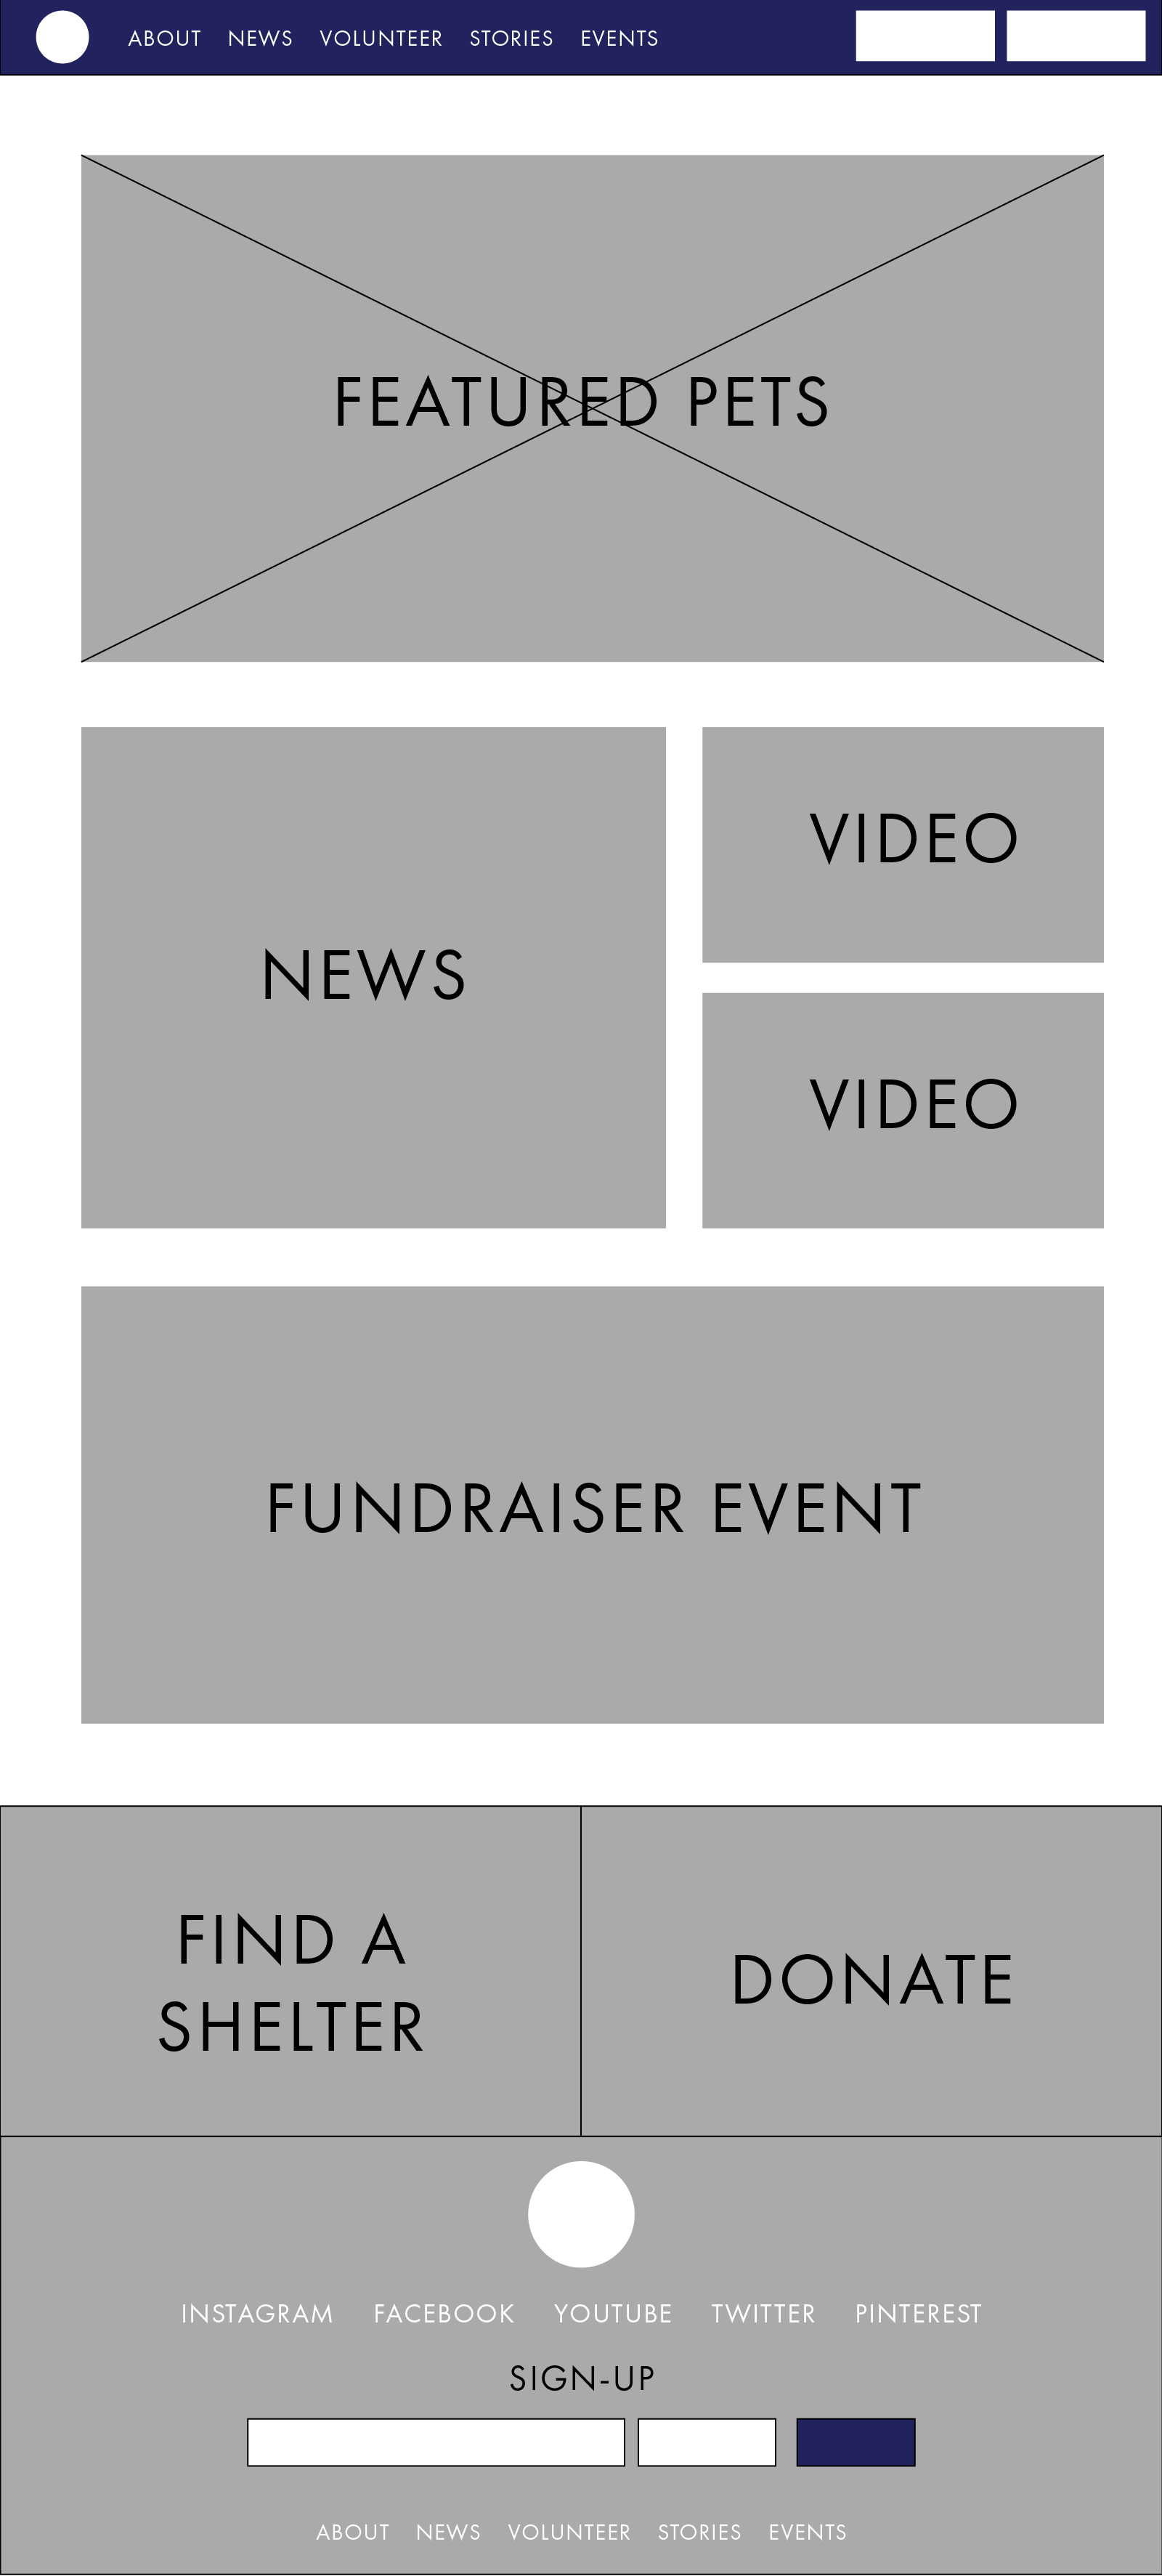 ABOUT NEWS VOLUNTEER STORIES EVENTS
FEATURED PETS
NEWS
VIDEO
VIDEO
FUNDRAISER EVENT
FIND A
SHELTER
DONATE
INSTAGRAM FACEBOOK YOUTUBE TWITTER PINTEREST
SIGN-UP
ABOUT NEWS VOLUNTEER STORIES EVENTS